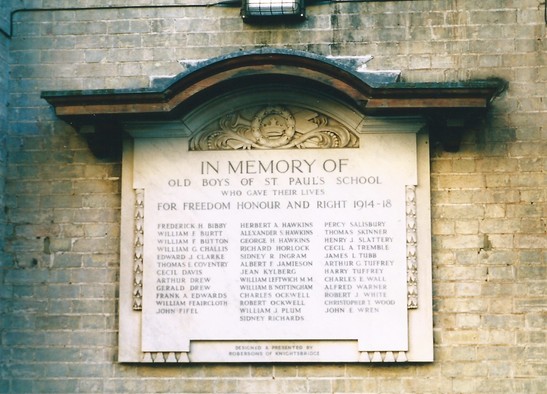 IN MEMORY OF
OLD BOYS OF ST. PAUL'S SCHOOL
WHO GAVE THEIR LIVES
FOR FREEDOM HONOUR AND RIGHT 1914-18
FREDERICK H. BIBBY
WILLIAM F. BURTT
WILLIAM F. BUTTON
WILLIAM G. CHALLIS
EDWARD J. CLARKE
THOMAS E. COVENTRY
CECIL DAVIS
ARTHUR DREW
GERALD DREW
FRANK A. EDWARDS
WILLIAM FEAIRCLOTH
JOHN FIFEL
HERBERT A. HAWKINS
ALEXANDER S. HAWKINS
GEORGE H. HAWKINS
RICHARD HORLOCK
SIDNEY R. INGRAM
ALBERT F. JAMIESON
JEAN KYLBERG
WILLIAM LEFTWICH M.M.
WILLIAM B. NOTTINGHAM
CHARLES OCKWELL
ROBERT OCKWELL
WILLIAM J. PLUM
SIDNEY RICHARDS
PERCY SALISBURY
THOMAS SKINNER
HENRY J. SLATTERY
CECIL A. TREMBLE
JAMES E. TUBB
ARTHUR G. TUFFREY
HARRY TUFFREY
CHARLES E. WALL
ALFRED WARNER
ROBERT J. WHITE
CHRISTOPHER T. WOOD
JOHN E. WREN
DESIGNED & PRESENTED BY
ROBERTSONS OF KNIGHTSBRIDGE